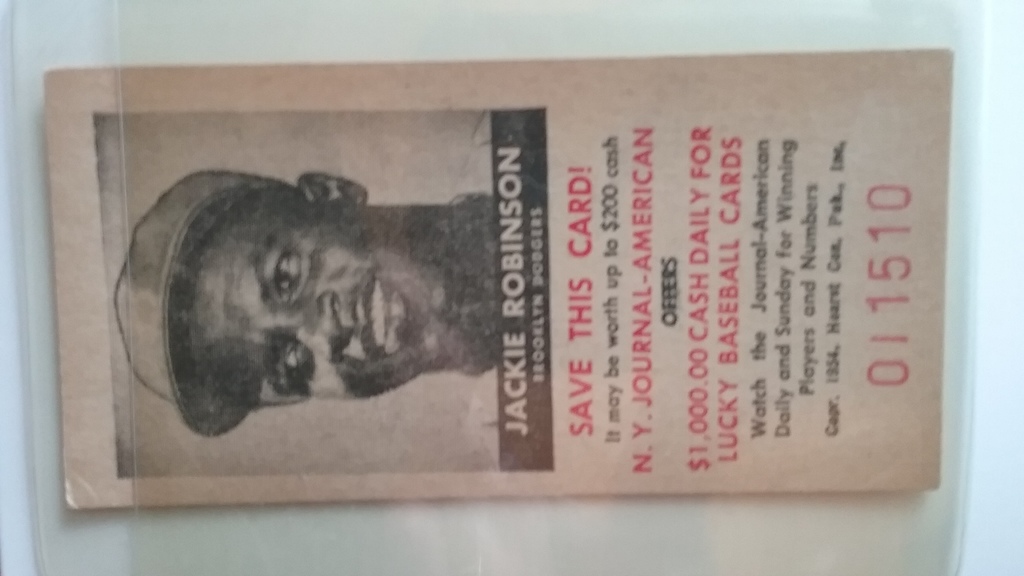 JACKIE ROBINSON
BROOKLYN DODGERS
SAVE THIS CARD!
It may be worth up to $200 cash
N. Y. JOURNAL-AMERICAN
OFFERS
$1,000.00 CASH DAILY FOR
LUCKY BASEBALL CARDS
Watch the Journal-American
Daily and Sunday for Winning
Players and Numbers
Copr. 1954, Hearst Con. Pub., Inc.
011510